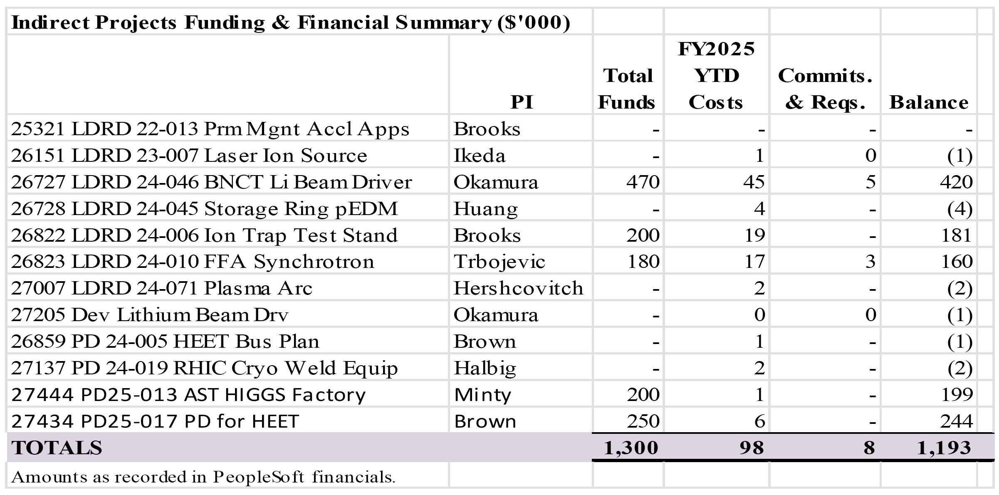 Indirect Projects Funding & Financial Summary ($'000)
PI Total Funds FY2025 YTD Costs Commits. & Reqs. Balance
25321 LDRD 22-013 Prm Mgnt Accl Apps Brooks - - - -
26151 LDRD 23-007 Laser Ion Source Ikeda - 1 0 (1)
26727 LDRD 24-046 BNCT Li Beam Driver Okamura 470 45 5 420
26728 LDRD 24-045 Storage Ring pEDM Huang - 4 - (4)
26822 LDRD 24-006 Ion Trap Test Stand Brooks 200 19 - 181
26823 LDRD 24-010 FFA Synchrotron Trbojevic 180 17 3 160
27007 LDRD 24-071 Plasma Arc Hershcovitch - 2 - (2)
27205 Dev Lithium Beam Drv Okamura - 0 0 (1)
26859 PD 24-005 HEET Bus Plan Brown - 1 - (1)
27137 PD 24-019 RHIC Cryo Weld Equip Halbig - 2 - (2)
27444 PD25-013 AST HIGGS Factory Minty 200 1 - 199
27434 PD25-017 PD for HEET Brown 250 6 - 244
TOTALS 1,300 98 8 1,193
Amounts as recorded in PeopleSoft financials.